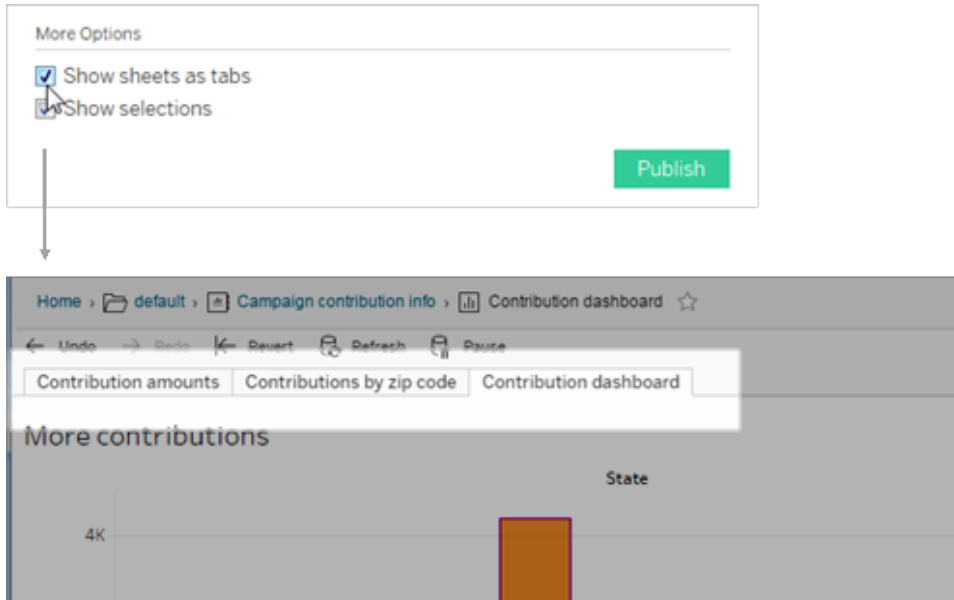 More Options
Show sheets as tabs
Show selections
Publish
Home › default › Campaign contribution info › Contribution dashboard
Undo Redo Revert Refresh Pause
Contribution amounts Contributions by zip code Contribution dashboard
More contributions
State
4K